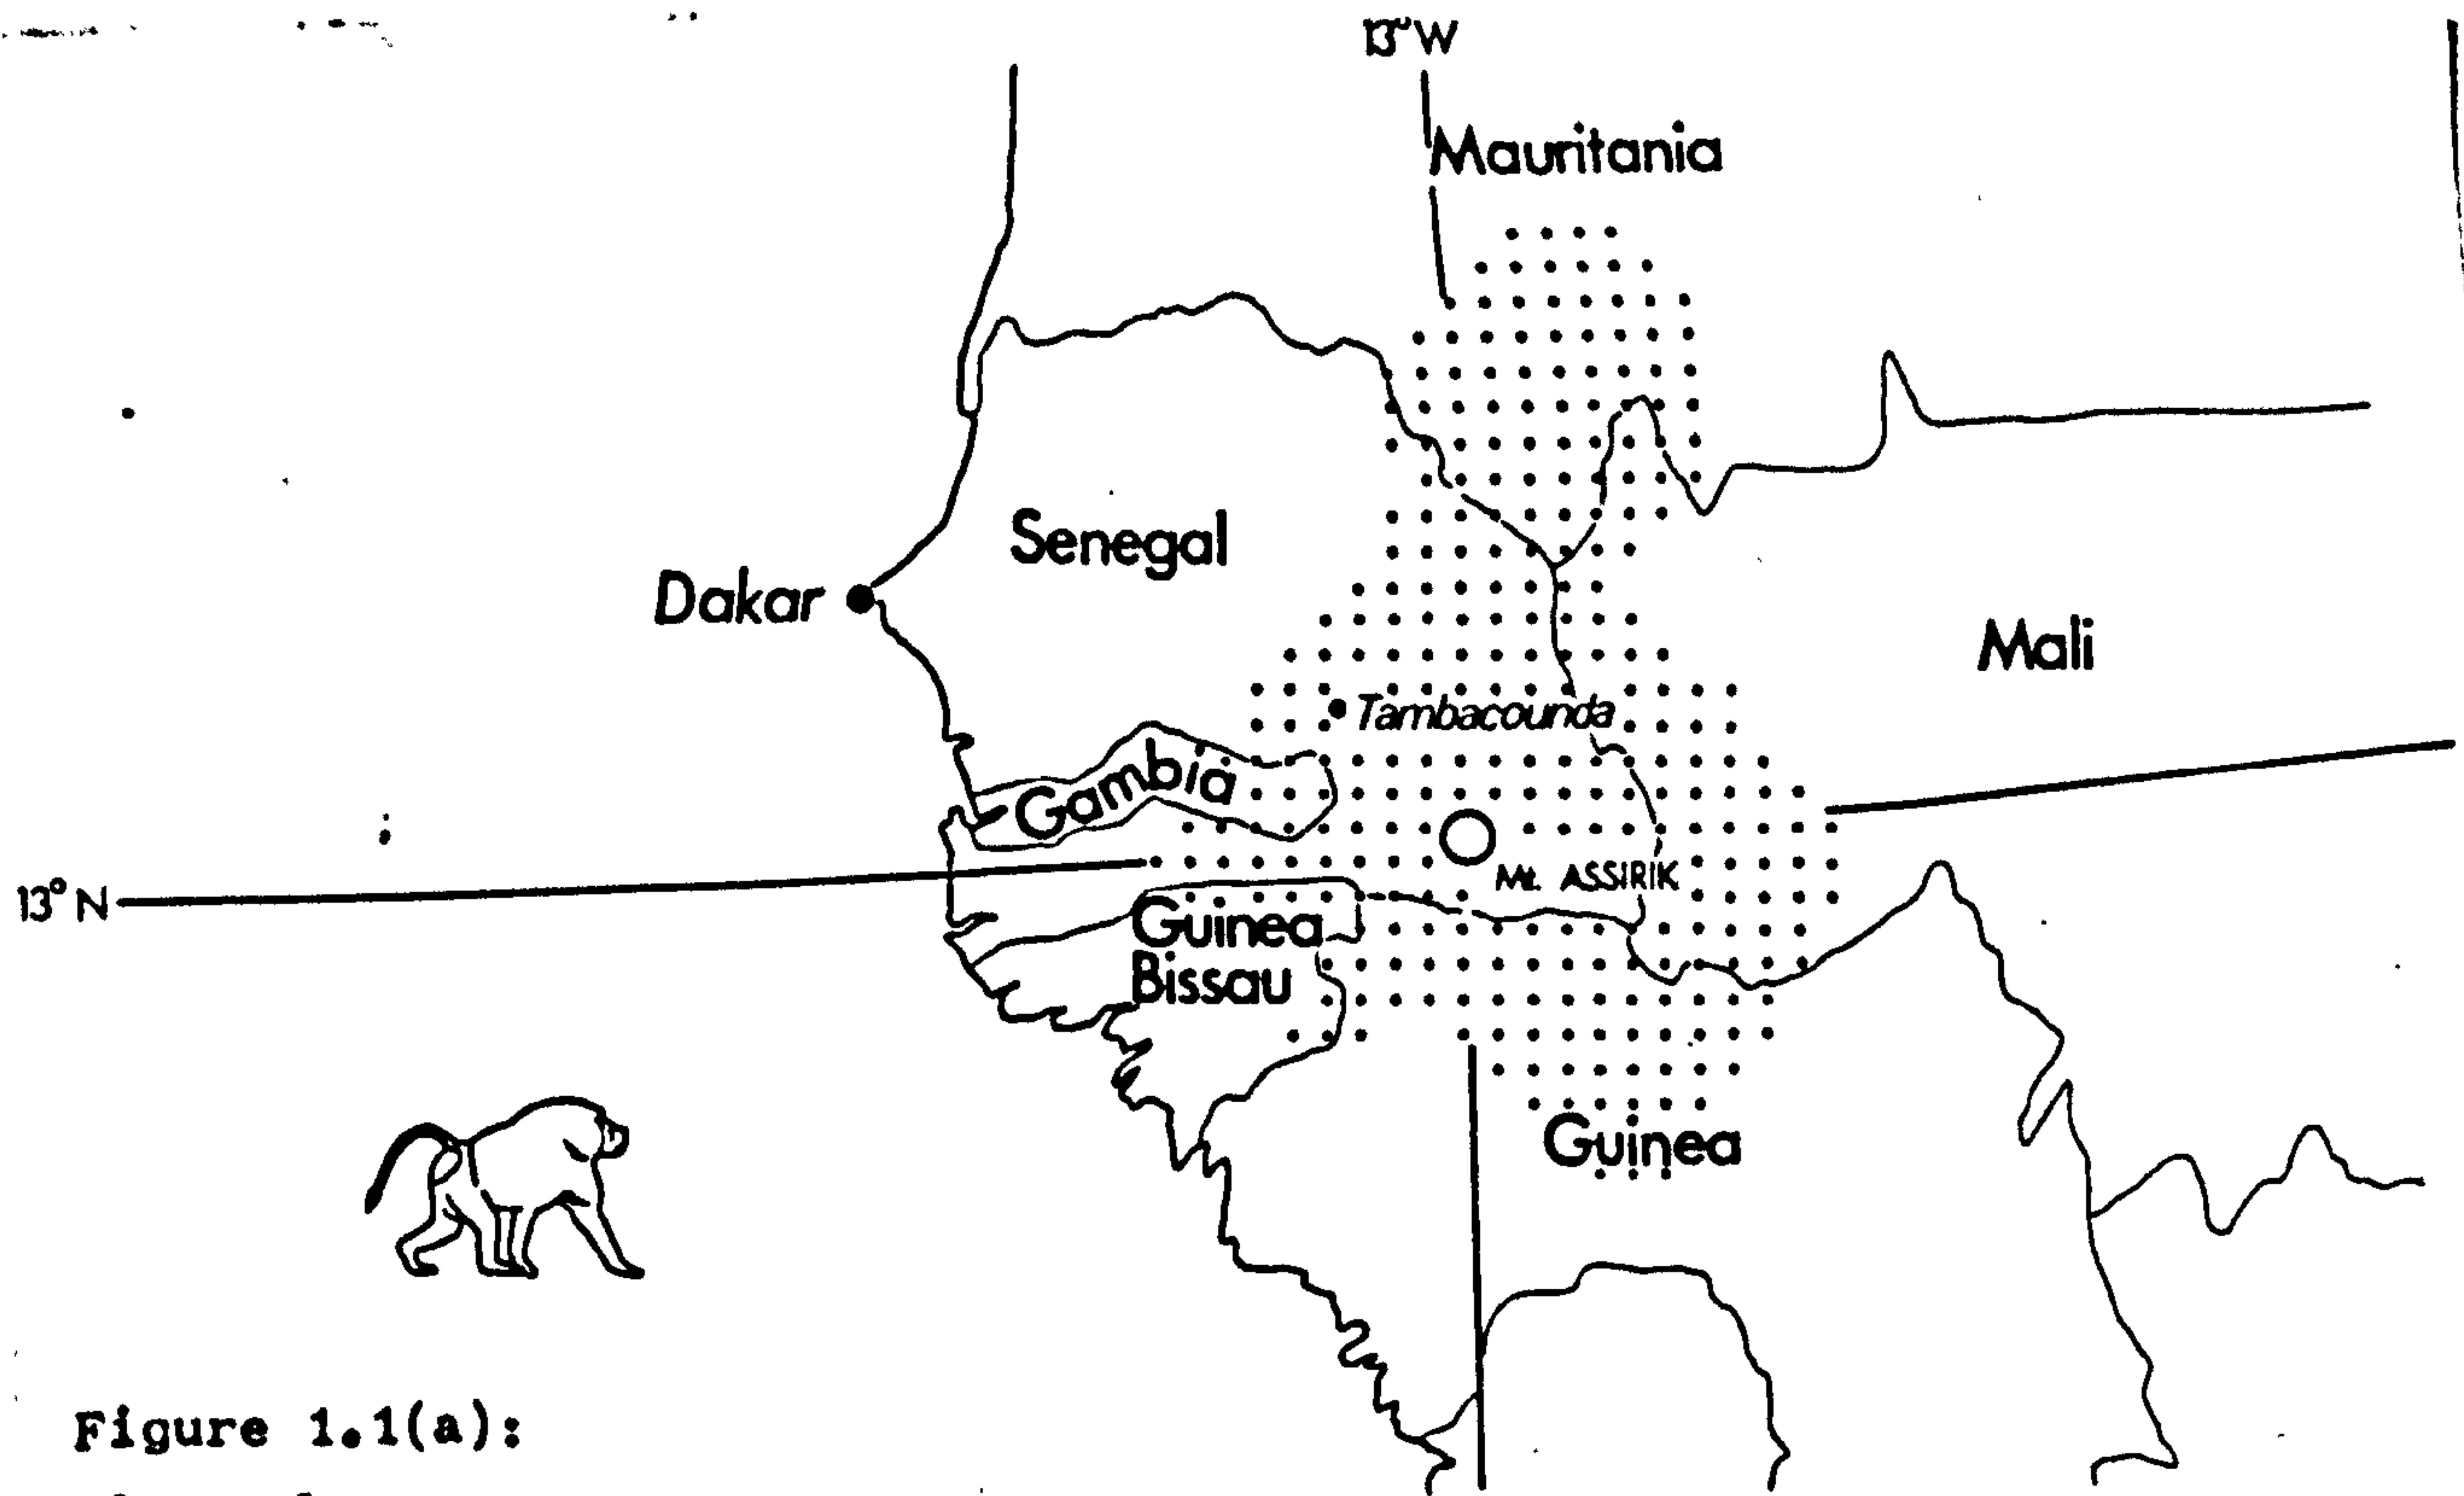 13°W
Mauritania
Senegal
Dakar
Mali
Tambacounda
Gambia
Mt. ASSIRIK
13°N
Guinea
Bissau
Guinea
Figure 1.1(a):